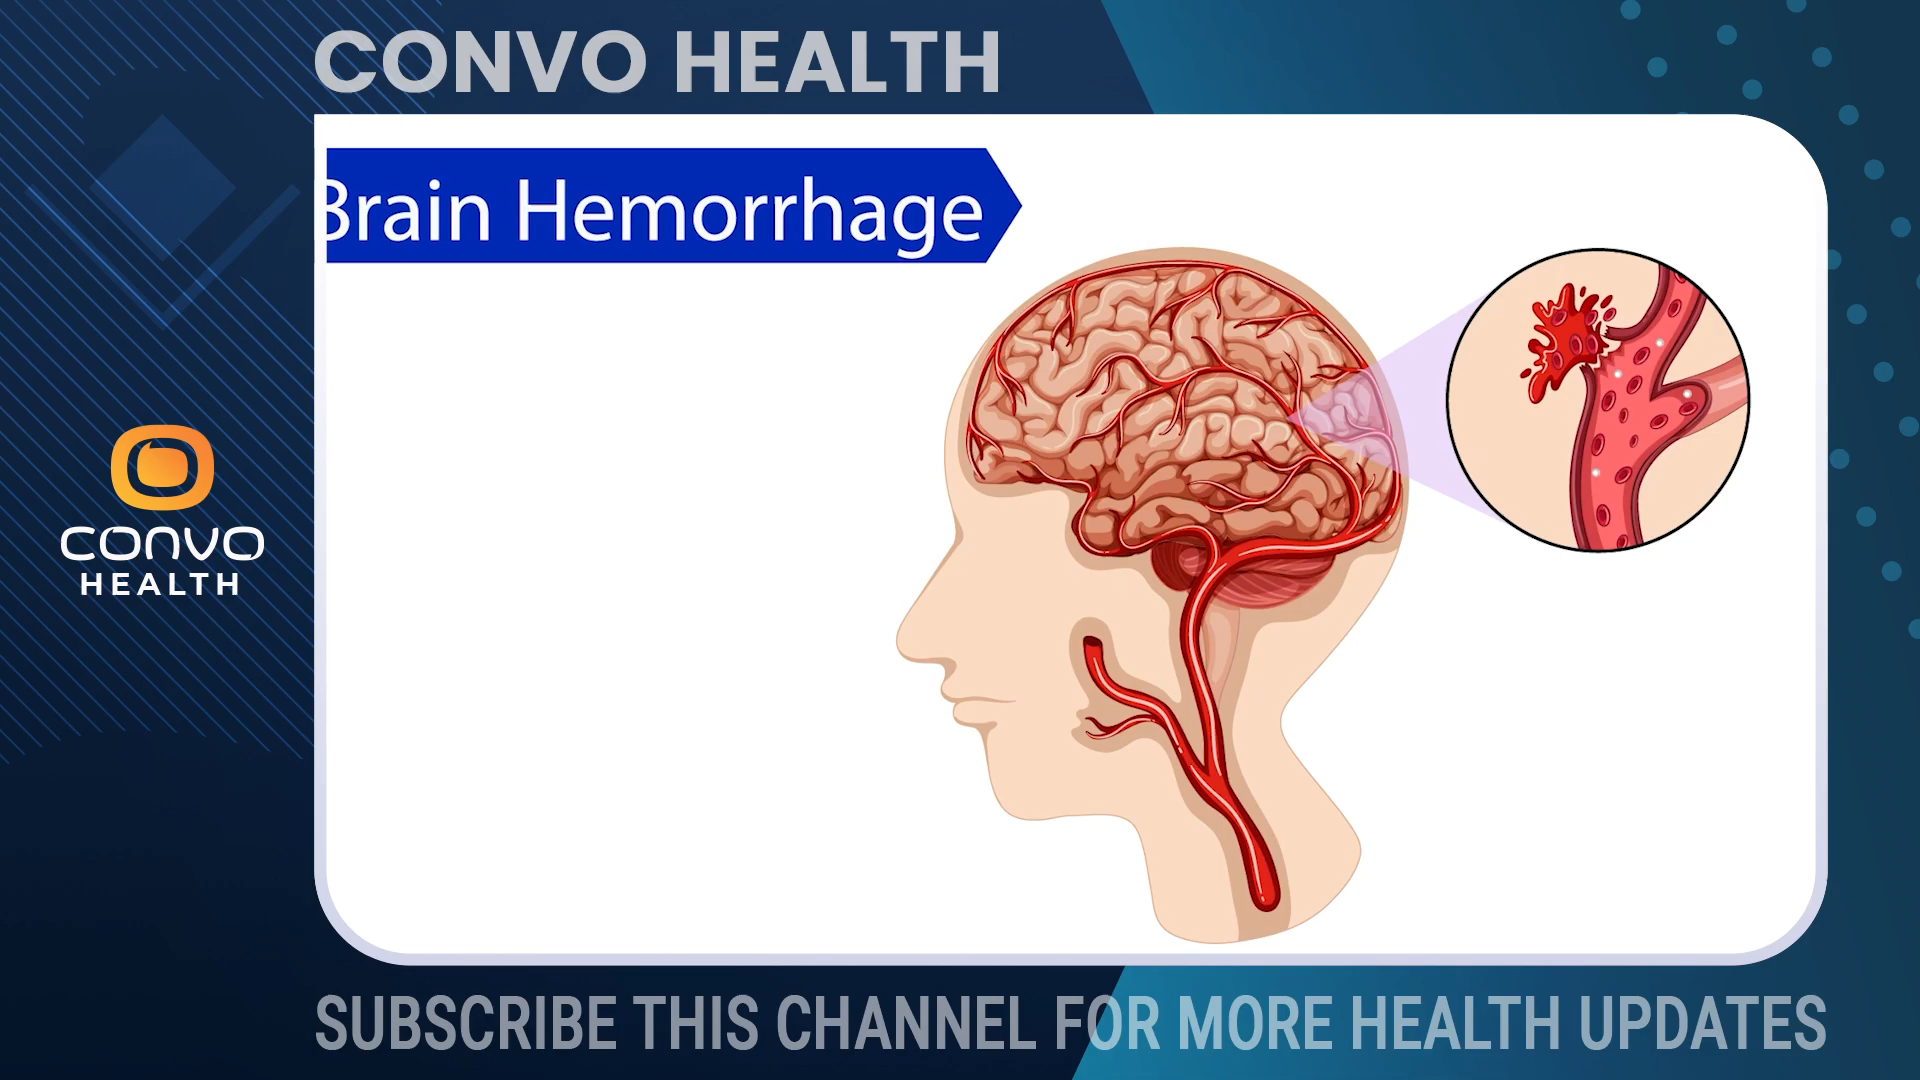 CONVO HEALTH
Brain Hemorrhage
CONVO
HEALTH
SUBSCRIBE THIS CHANNEL FOR MORE HEALTH UPDATES